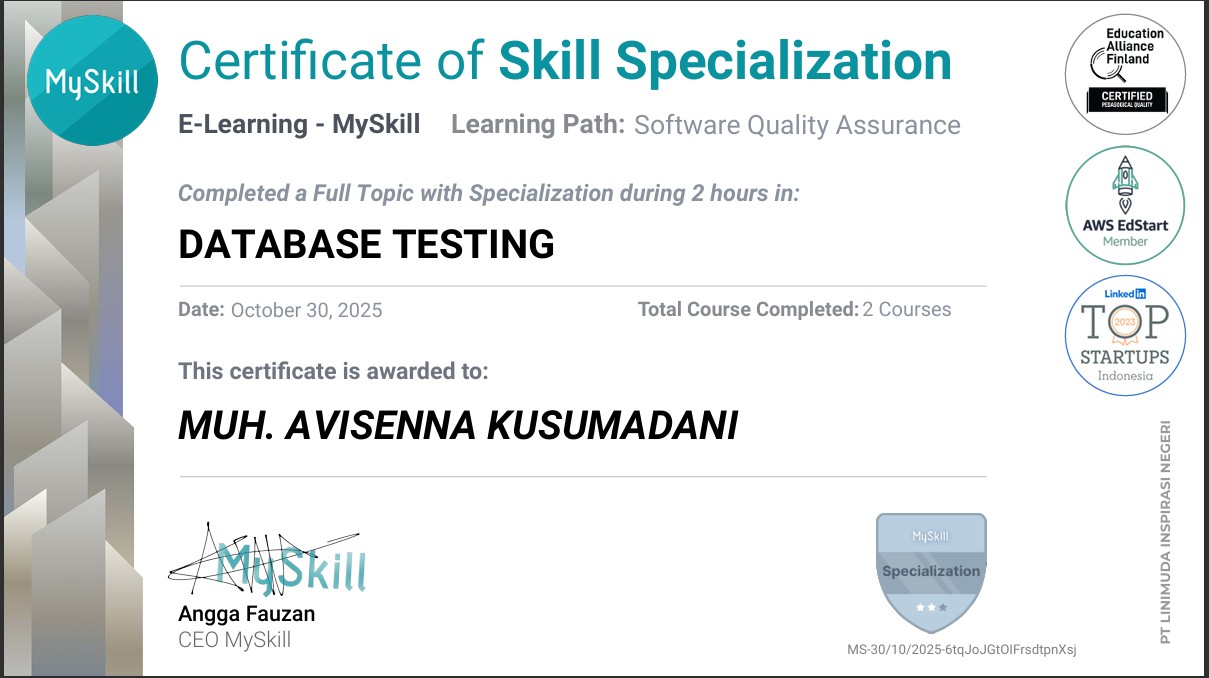 MySkill
Certificate of Skill Specialization
E-Learning - MySkill Learning Path: Software Quality Assurance
Completed a Full Topic with Specialization during 2 hours in:
DATABASE TESTING
Date: October 30, 2025 Total Course Completed: 2 Courses
This certificate is awarded to:
MUH. AVISENNA KUSUMADANI
MySkill
Angga Fauzan
CEO MySkill
MySkill
Specialization
MS-30/10/2025-6tqJoJGtOIFrsdtpnXsj
Education
Alliance
Finland
CERTIFIED
PEDAGOGICAL QUALITY
AWS EdStart
Member
Linked in
TOP
2023
STARTUPS
Indonesia
PT LINIMUDA INSPIRASI NEGERI